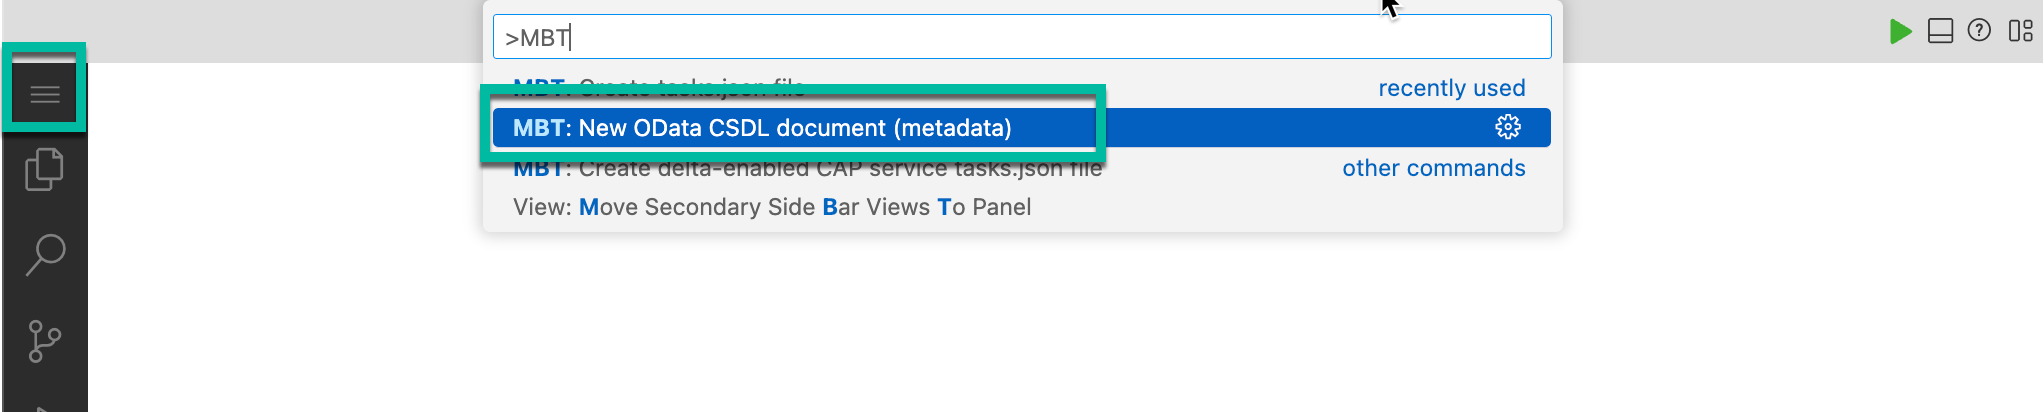 >MBT
MBT: Create tasks.json file recently used
MBT: New OData CSDL document (metadata)
MBT: Create delta-enabled CAP service tasks.json file other commands
View: Move Secondary Side Bar Views To Panel